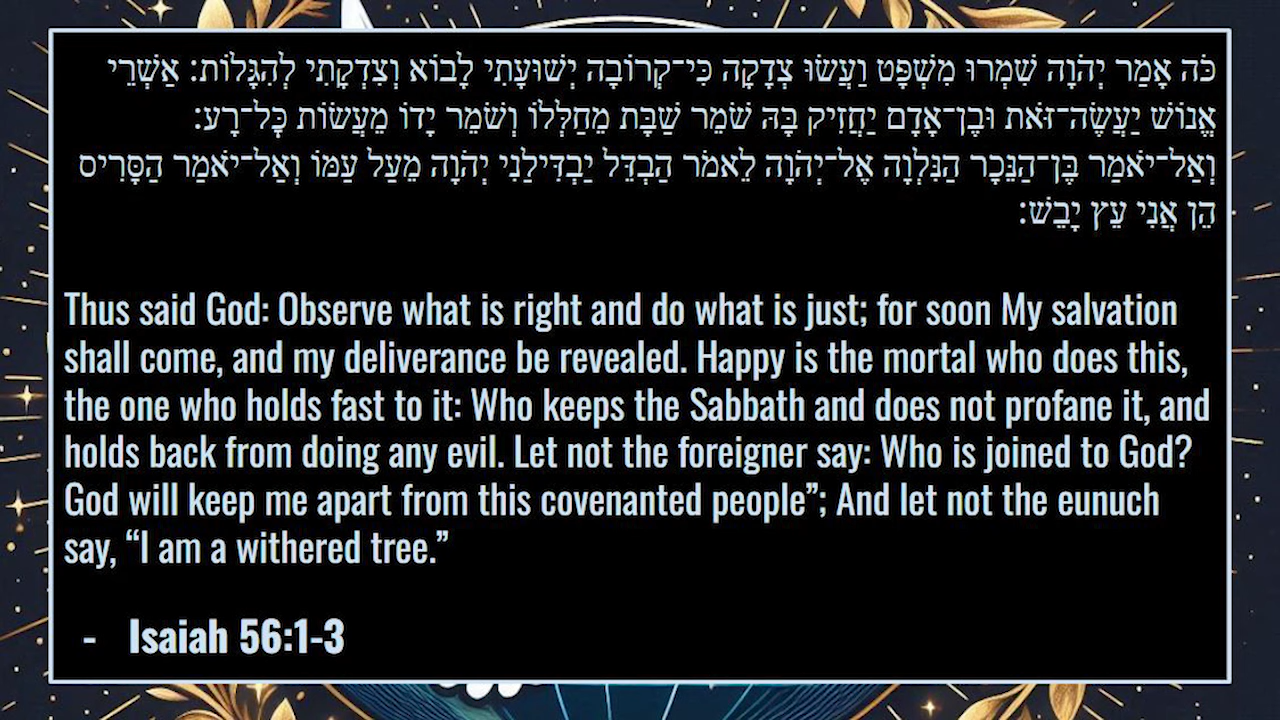 כֹּה אָמַר יְהֹוָה שִׁמְרוּ מִשְׁפָּט וַעֲשׂוּ צְדָקָה כִּי־קְרוֹבָה יְשׁוּעָתִי לָבוֹא וְצִדְקָתִי לְהִגָּלוֹת׃ אַשְׁרֵי
אֱנוֹשׁ יַעֲשֶׂה־זֹּאת וּבֶן־אָדָם יַחֲזִיק בָּהּ שֹׁמֵר שַׁבָּת מֵחַלְּלוֹ וְשֹׁמֵר יָדוֹ מֵעֲשׂוֹת כׇּל־רָע׃
וְאַל־יֹאמַר בֶּן־הַנֵּכָר הַנִּלְוָה אֶל־יְהֹוָה לֵאמֹר הַבְדֵּל יַבְדִּילַנִי יְהֹוָה מֵעַל עַמּוֹ וְאַל־יֹאמַר הַסָּרִיס
הֵן אֲנִי עֵץ יָבֵשׁ׃
Thus said God: Observe what is right and do what is just; for soon My salvation
shall come, and my deliverance be revealed. Happy is the mortal who does this,
the one who holds fast to it: Who keeps the Sabbath and does not profane it, and
holds back from doing any evil. Let not the foreigner say: Who is joined to God?
God will keep me apart from this covenanted people”; And let not the eunuch
say, “I am a withered tree.”
- Isaiah 56:1-3